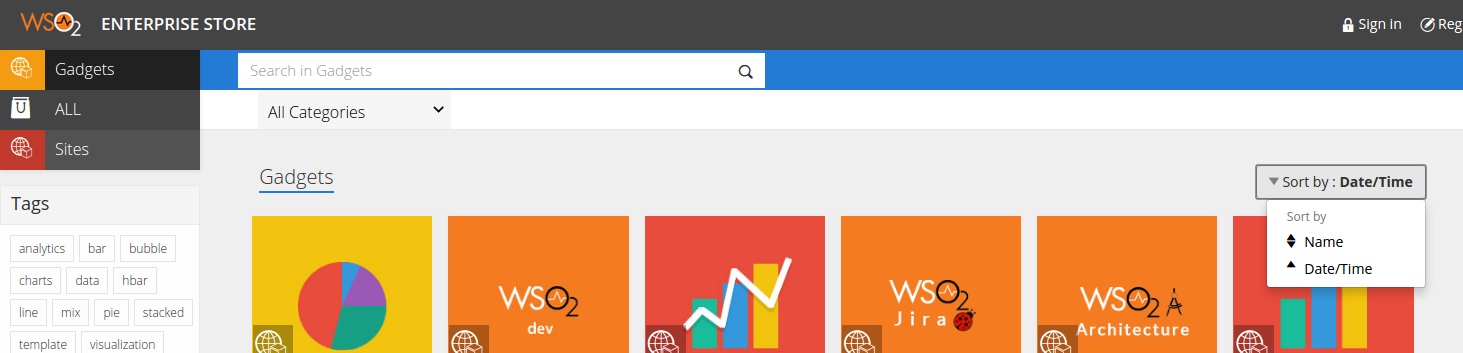 WSO2 ENTERPRISE STORE
Sign in
Reg
Gadgets
Search in Gadgets
ALL
All Categories
Sites
Gadgets
Sort by : Date/Time
Sort by
Name
Date/Time
Tags
analytics bar bubble
charts data hbar
line mix pie stacked
template visualization
WSO2
dev
WSO2
Jira
WSO2
Architecture